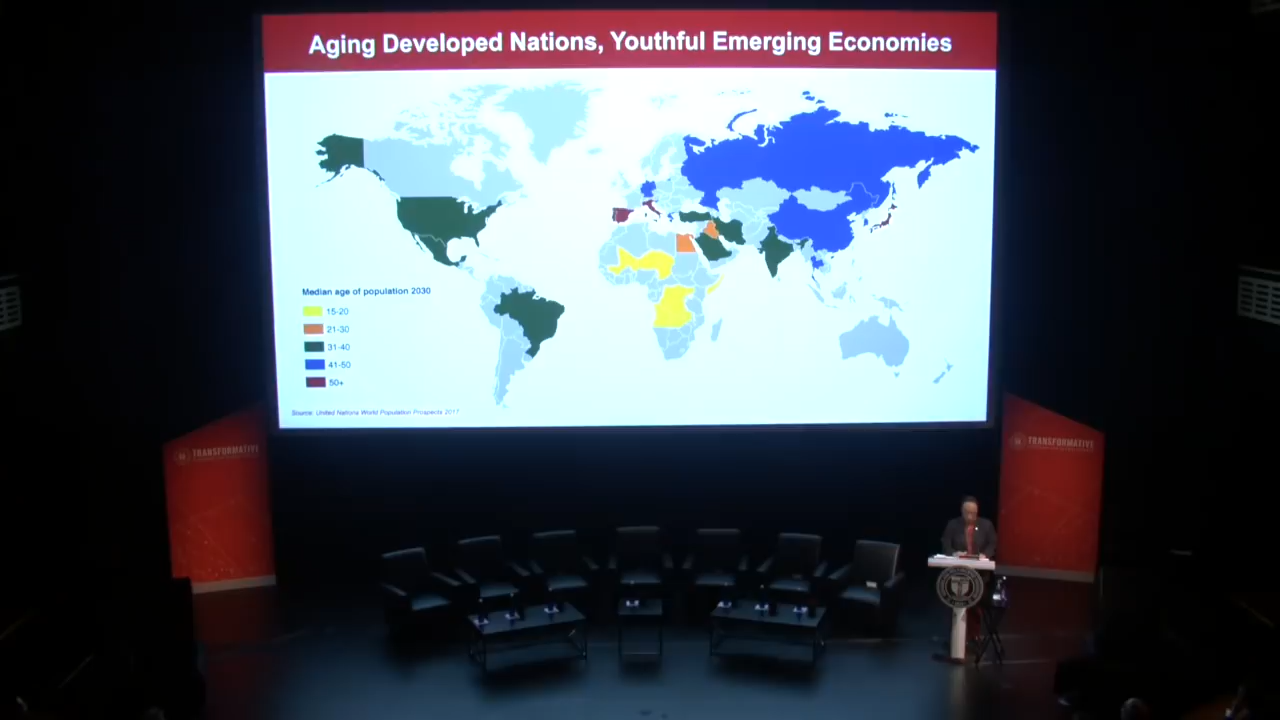 Aging Developed Nations, Youthful Emerging Economies
Median age of population 2030
15-20
21-30
31-40
41-50
50+
Source: United Nations World Population Prospects 2017
TRANSFORMATIVE
TRANSFORMATIVE